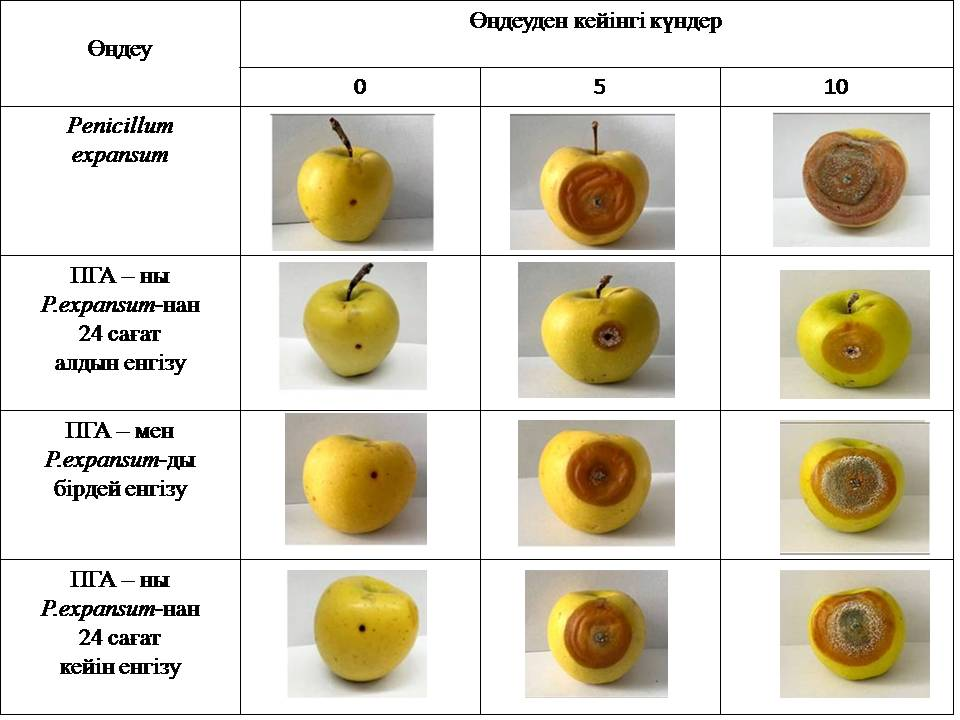 Өңдеу
Өңдеуден кейінгі күндер
0
5
10
Penicillum
expansum
ПГА – ны
P.expansum-нан
24 сағат
алдын енгізу
ПГА – мен
P.expansum-ды
бірдей енгізу
ПГА – ны
P.expansum-нан
24 сағат
кейін енгізу